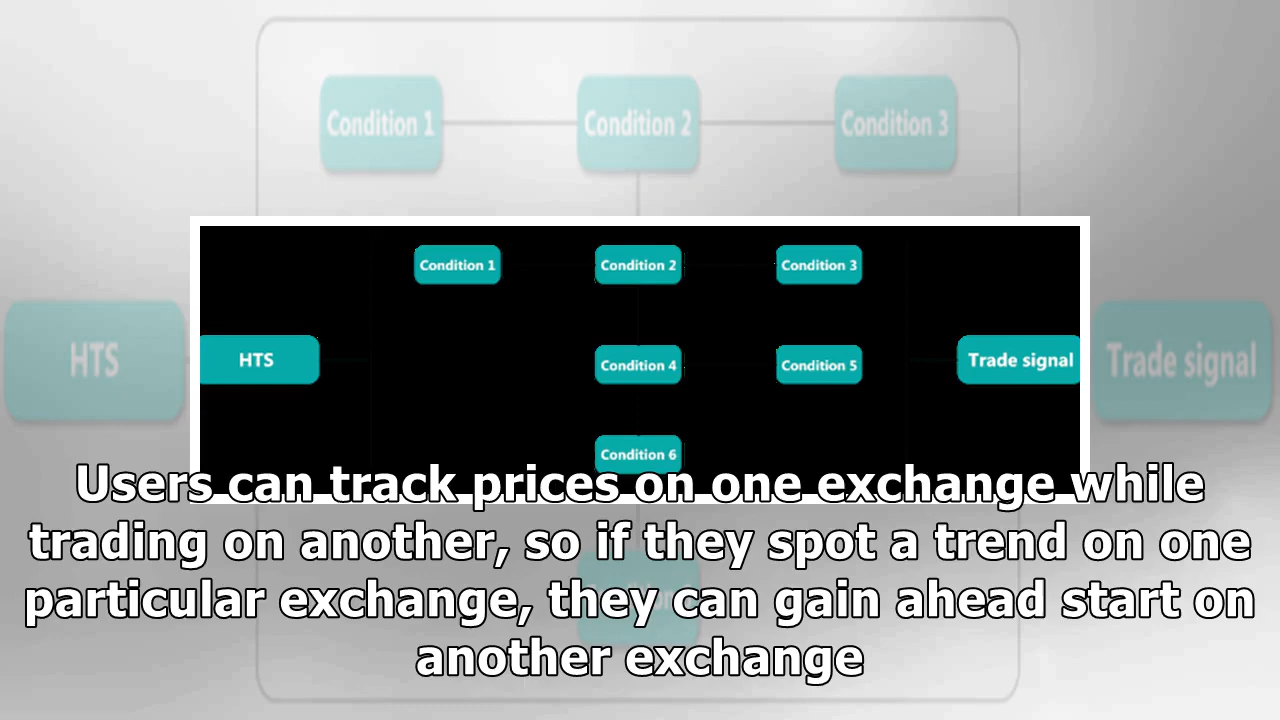 Condition 1 Condition 2 Condition 3
Condition 1 Condition 2 Condition 3
HTS HTS Trade signal Trade signal
Condition 4 Condition 5
Condition 6
Users can track prices on one exchange while
trading on another, so if they spot a trend on one
particular exchange, they can gain ahead start on
another exchange